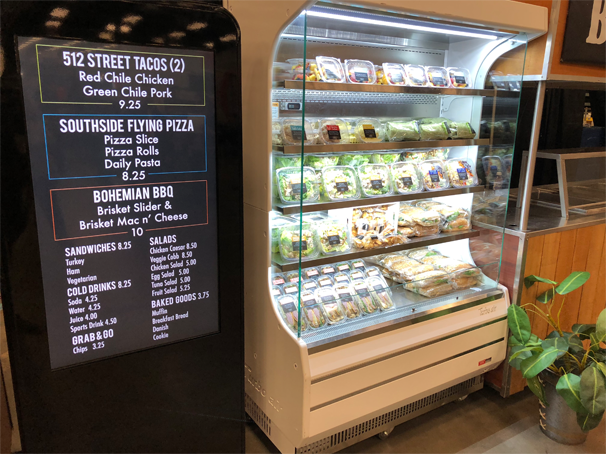 512 STREET TACOS (2)
Red Chile Chicken
Green Chile Pork
9.25
SOUTHSIDE FLYING PIZZA
Pizza Slice
Pizza Rolls
Daily Pasta
8.25
BOHEMIAN BBQ
Brisket Slider &
Brisket Mac n' Cheese
10
SANDWICHES 8.25
Turkey
Ham
Vegetarian
COLD DRINKS 8.25
Soda 4.25
Water 4.25
Juice 4.00
Sports Drink 4.50
GRAB & GO
Chips 3.25
SALADS
Chicken Caesar 8.50
Veggie Cobb 8.50
Chicken Salad 5.00
Egg Salad 5.00
Tuna Salad 5.00
Fruit Salad 5.25
BAKED GOODS 3.75
Muffin
Breakfast Bread
Danish
Cookie